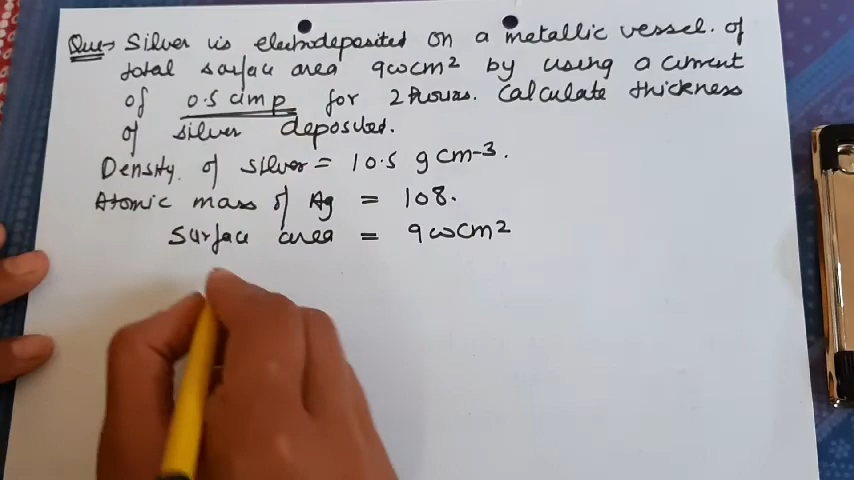 Que→ Silver is electrodeposited on a metallic vessel. of
total surface area 900cm² by using a current
of 0.5 amp for 2 hours. Calculate thickness
of silver deposited.
Density of silver = 10.5 g cm-3.
Atomic mass of Ag = 108.
Surface area = 900cm²